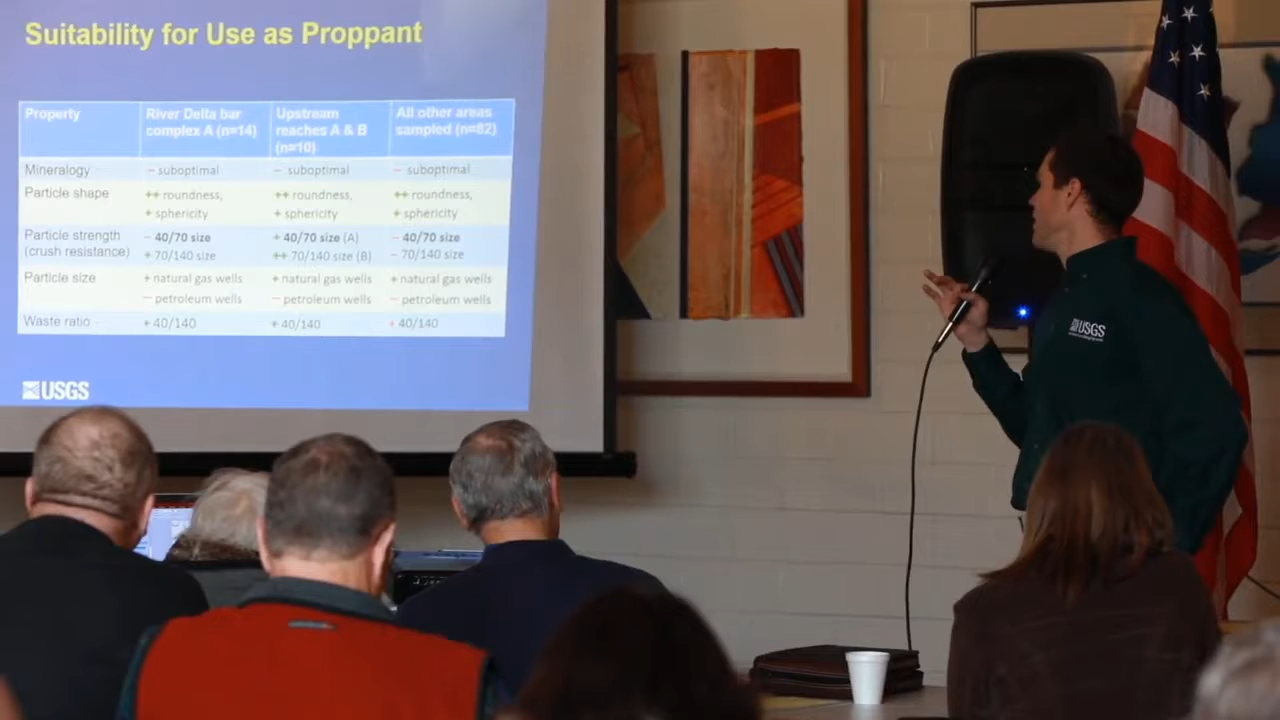 Suitability for Use as Proppant
Property
River Delta bar
complex A (n=14)
Upstream
reaches A & B
(n=10)
All other areas
sampled (n=82)
Mineralogy
− suboptimal
− suboptimal
− suboptimal
Particle shape
++ roundness,
+ sphericity
++ roundness,
+ sphericity
++ roundness,
+ sphericity
Particle strength
(crush resistance)
− 40/70 size
+ 70/140 size
+ 40/70 size (A)
++ 70/140 size (B)
− 40/70 size
− 70/140 size
Particle size
+ natural gas wells
− petroleum wells
+ natural gas wells
− petroleum wells
+ natural gas wells
− petroleum wells
Waste ratio
+ 40/140
+ 40/140
+ 40/140
USGS
USGS